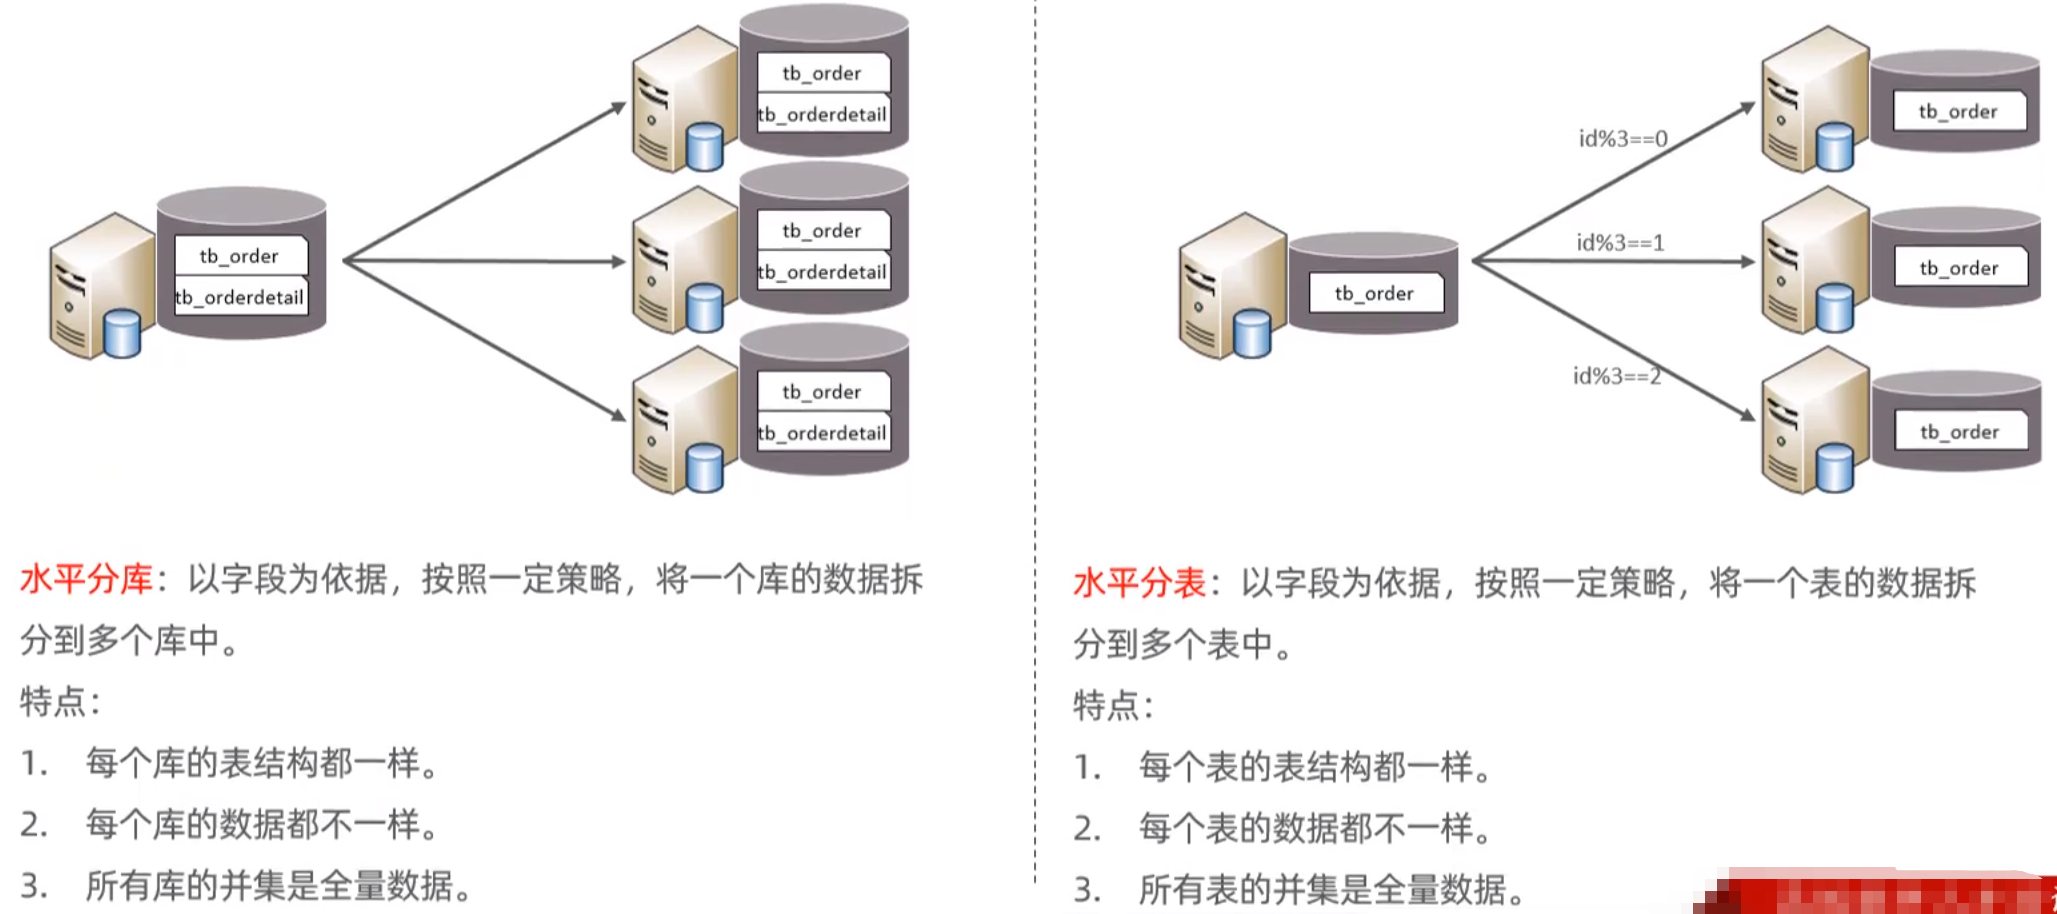 tb_order
tb_orderdetail
tb_order
tb_orderdetail
tb_order
tb_orderdetail
tb_order
tb_orderdetail
水平分库：以字段为依据，按照一定策略，将一个库的数据拆
分到多个库中。
特点：
1. 每个库的表结构都一样。
2. 每个库的数据都不一样。
3. 所有库的并集是全量数据。
tb_order
id%3==0
tb_order
id%3==1
tb_order
id%3==2
tb_order
水平分表：以字段为依据，按照一定策略，将一个表的数据拆
分到多个表中。
特点：
1. 每个表的表结构都一样。
2. 每个表的数据都不一样。
3. 所有表的并集是全量数据。